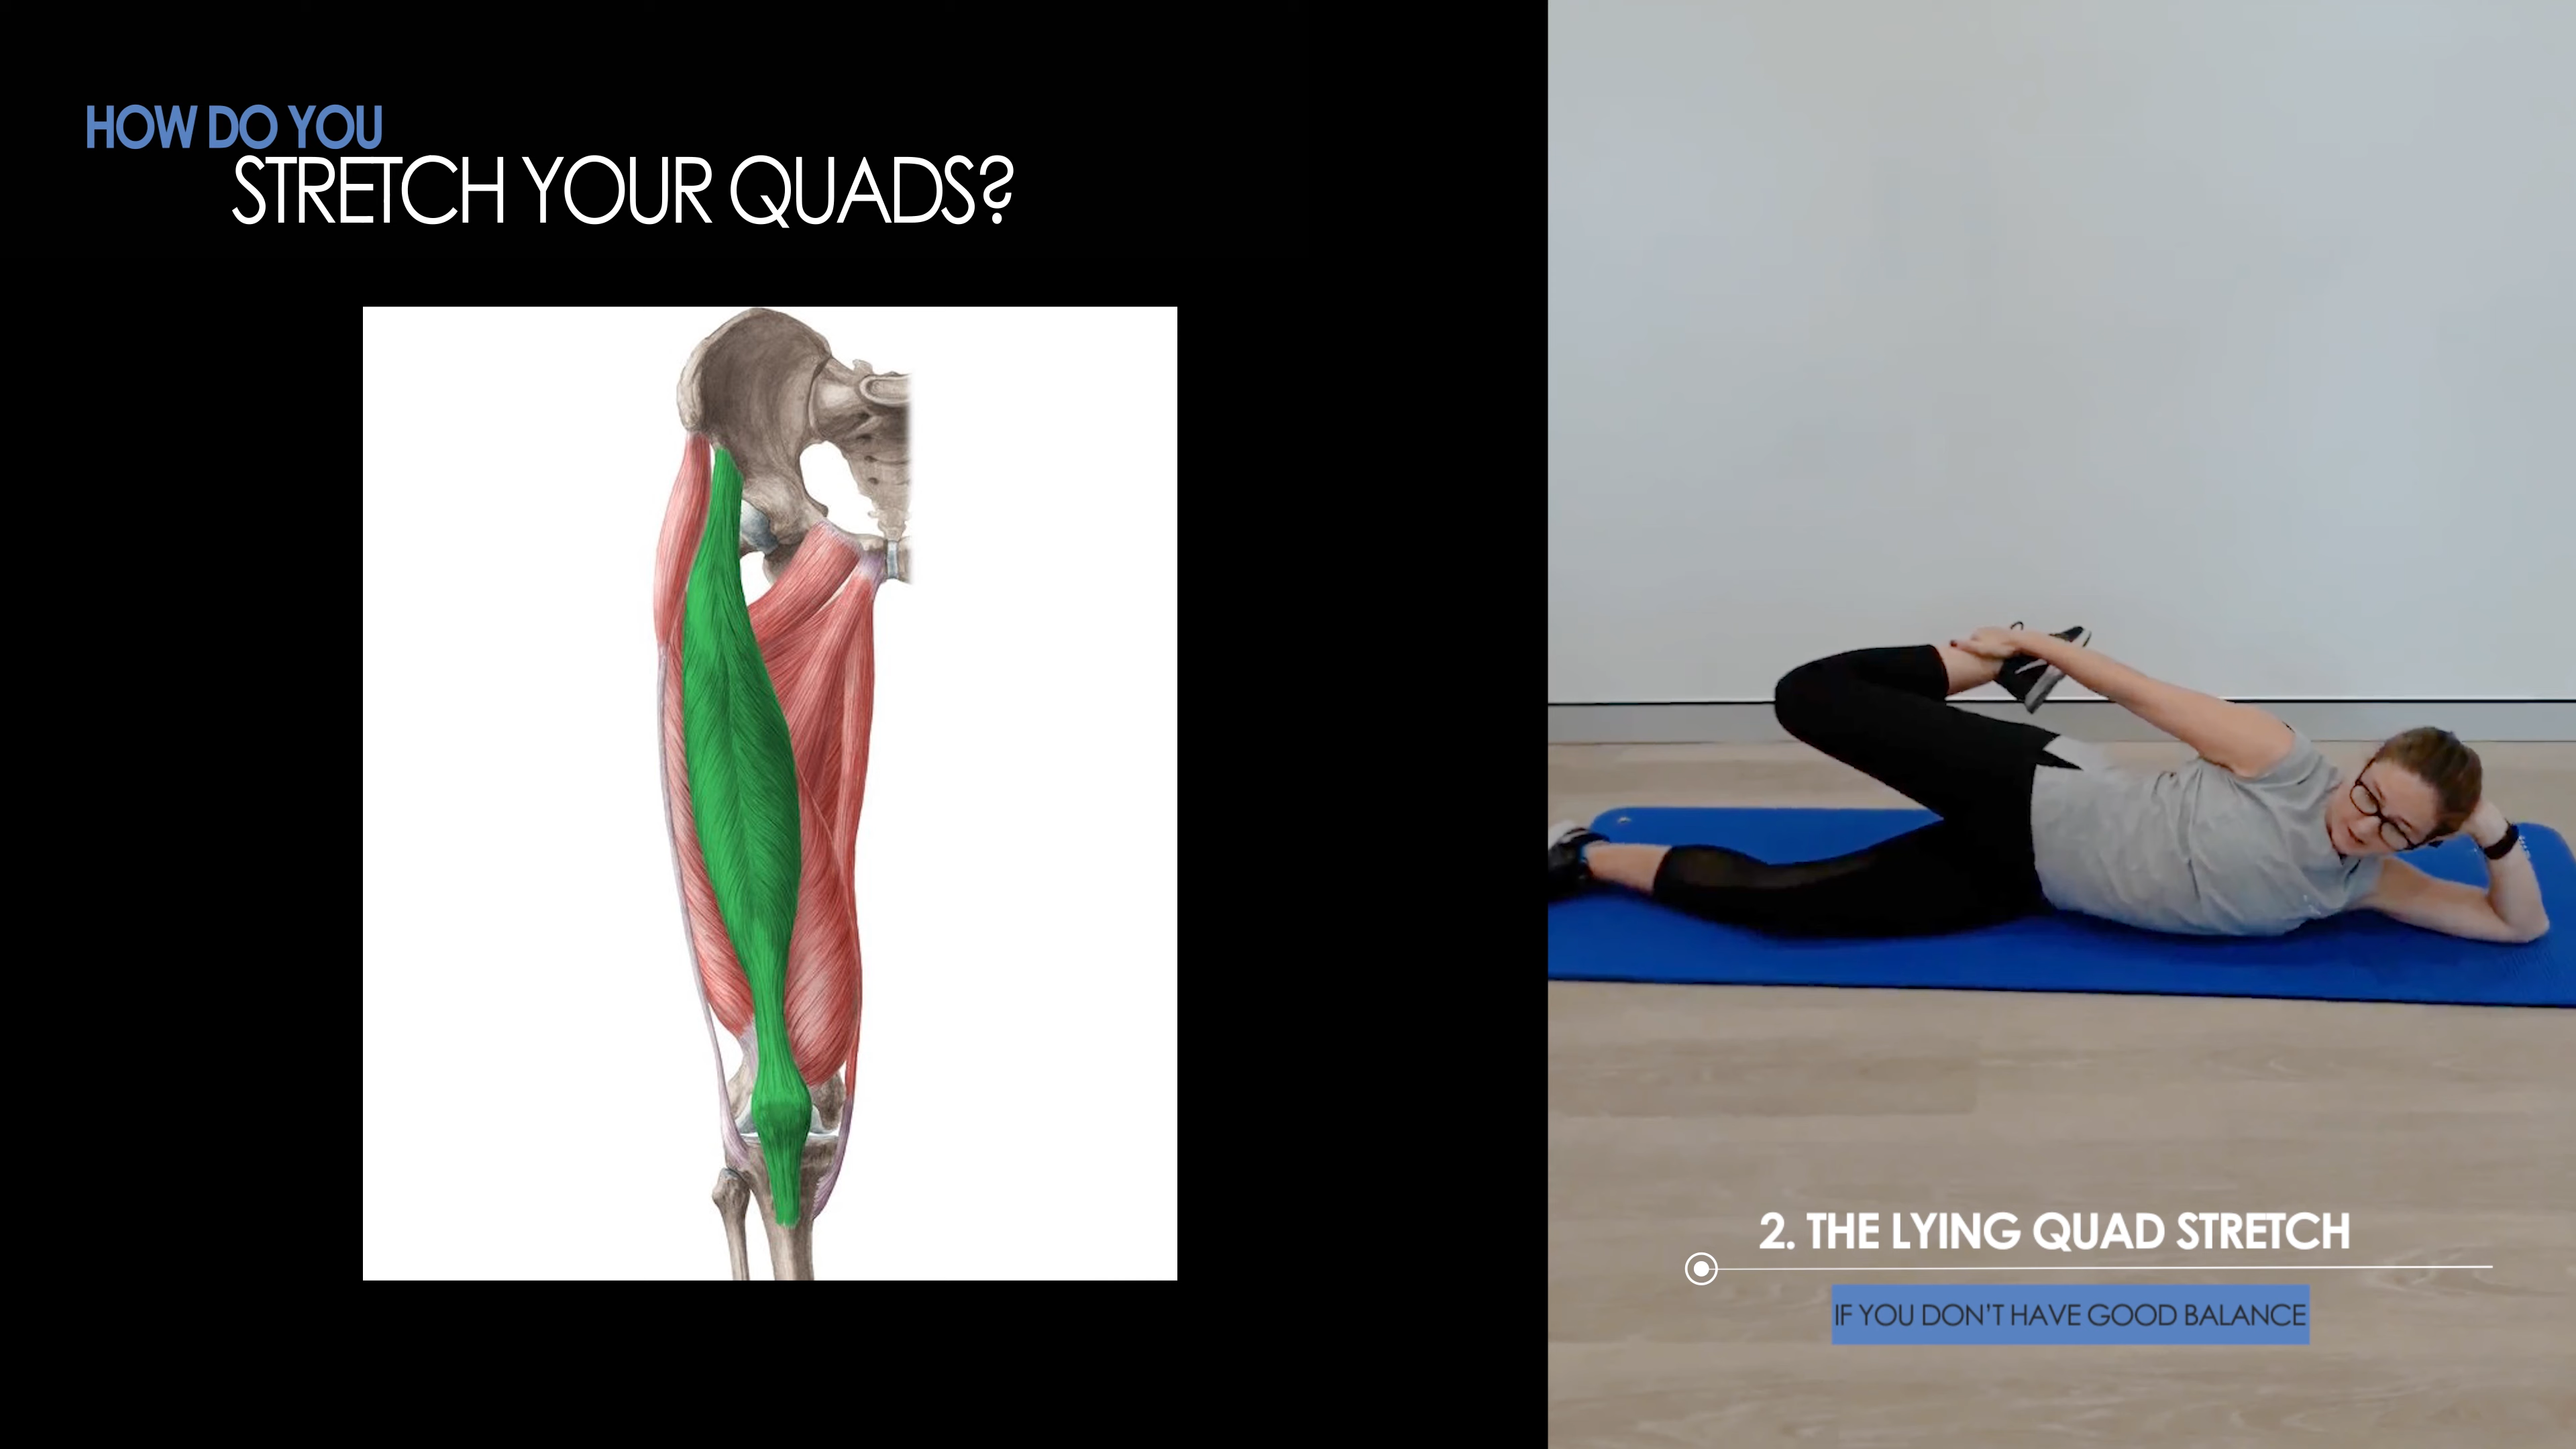 HOW DO YOU
STRETCH YOUR QUADS?
2. THE LYING QUAD STRETCH
IF YOU DON'T HAVE GOOD BALANCE